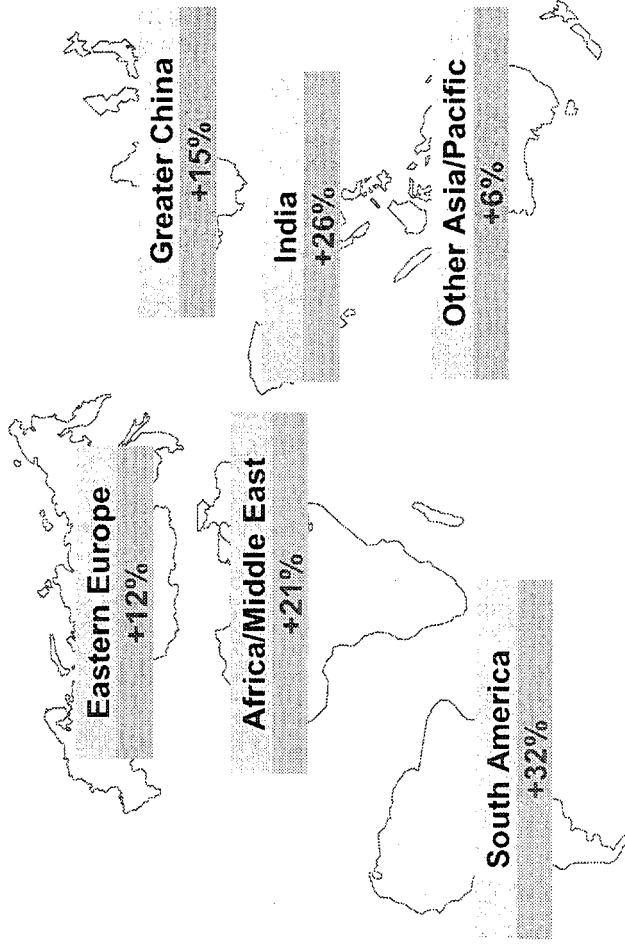 Eastern Europe
+12%
Greater China
+15%
Africa/Middle East
+21%
India
+26%
Other Asia/Pacific
+6%
South America
+32%